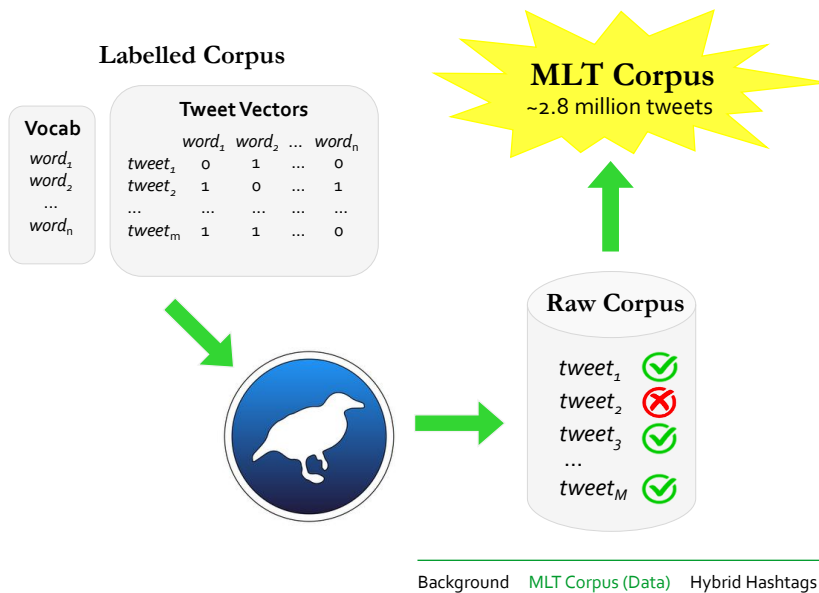 Labelled Corpus
Vocab
word₁
word₂
...
wordₙ
Tweet Vectors
word₁ word₂ ... wordₙ
tweet₁ 0 1 ... 0
tweet₂ 1 0 ... 1
... ... ... ... ...
tweetₘ 1 1 ... 0
MLT Corpus
~2.8 million tweets
Raw Corpus
tweet₁
tweet₂
tweet₃
...
tweet_M
Background MLT Corpus (Data) Hybrid Hashtags